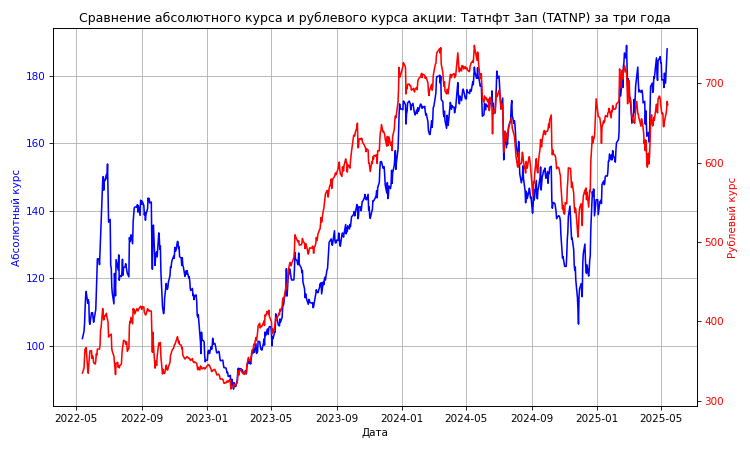 Сравнение абсолютного курса и рублевого курса акции: Татнфт 3ап (TATNP) за три года
Абсолютный курс
180
160
140
120
100
700
600
500
400
300
Рублевый курс
2022-05 2022-09 2023-01 2023-05 2023-09 2024-01 2024-05 2024-09 2025-01 2025-05
Дата